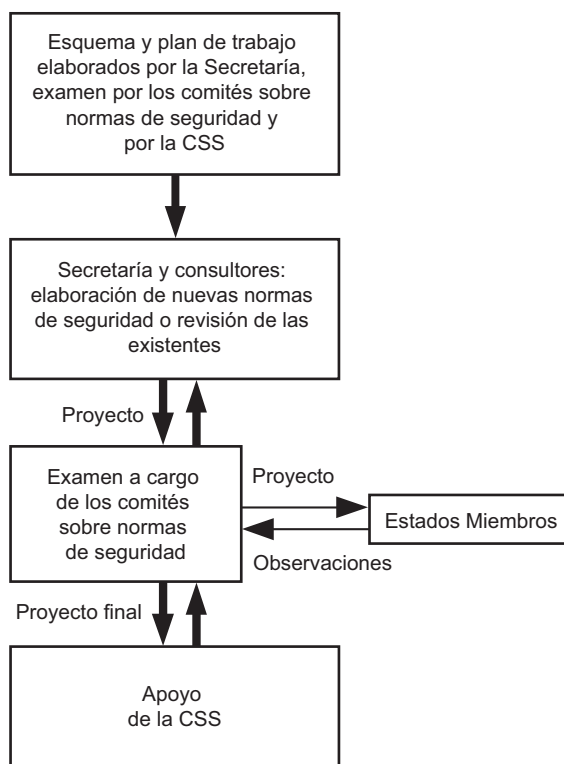 Esquema y plan de trabajo
elaborados por la Secretaría,
examen por los comités sobre
normas de seguridad y
por la CSS
Secretaría y consultores:
elaboración de nuevas normas
de seguridad o revisión de las
existentes
Proyecto
Examen a cargo
de los comités
sobre normas
de seguridad
Proyecto
Estados Miembros
Observaciones
Proyecto final
Apoyo
de la CSS